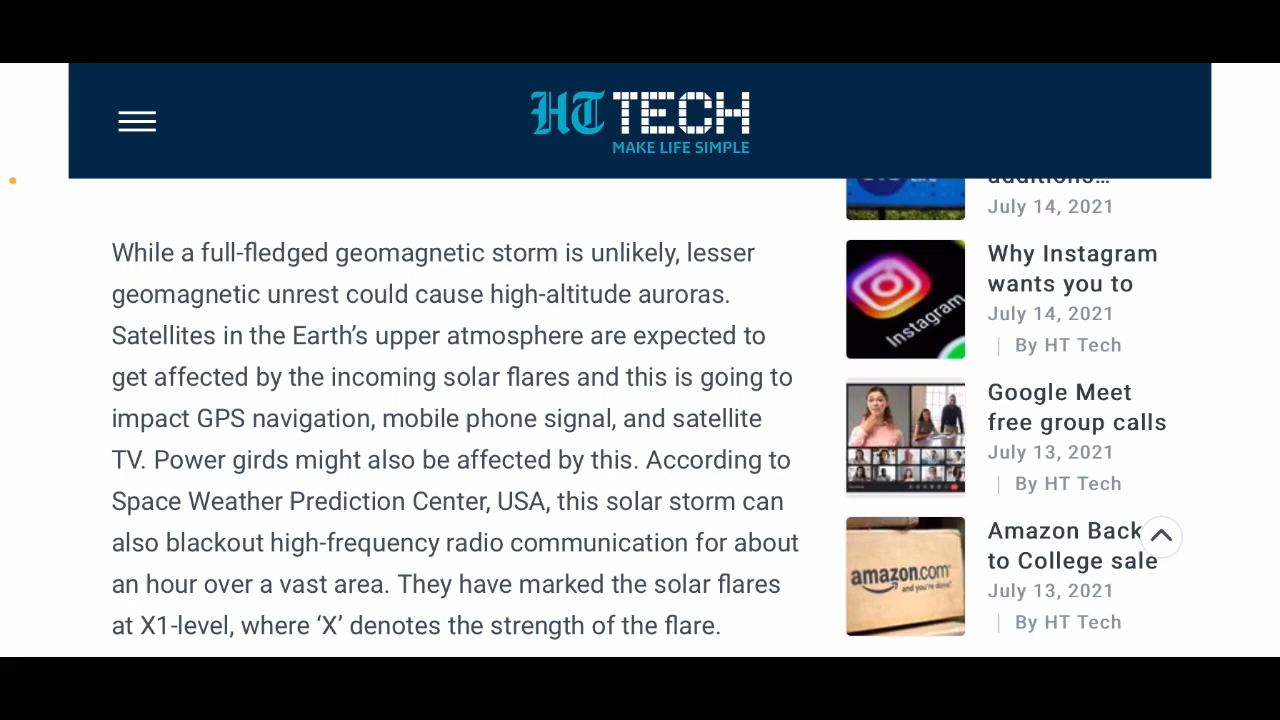 HT TECH
MAKE LIFE SIMPLE
While a full-fledged geomagnetic storm is unlikely, lesser
geomagnetic unrest could cause high-altitude auroras.
Satellites in the Earth’s upper atmosphere are expected to
get affected by the incoming solar flares and this is going to
impact GPS navigation, mobile phone signal, and satellite
TV. Power girds might also be affected by this. According to
Space Weather Prediction Center, USA, this solar storm can
also blackout high-frequency radio communication for about
an hour over a vast area. They have marked the solar flares
at X1-level, where ‘X’ denotes the strength of the flare.
additions…
July 14, 2021
Instagram
Why Instagram
wants you to
July 14, 2021
| By HT Tech
Google Meet
free group calls
July 13, 2021
| By HT Tech
amazon.com
and you're done.
Amazon Back
to College sale
July 13, 2021
| By HT Tech